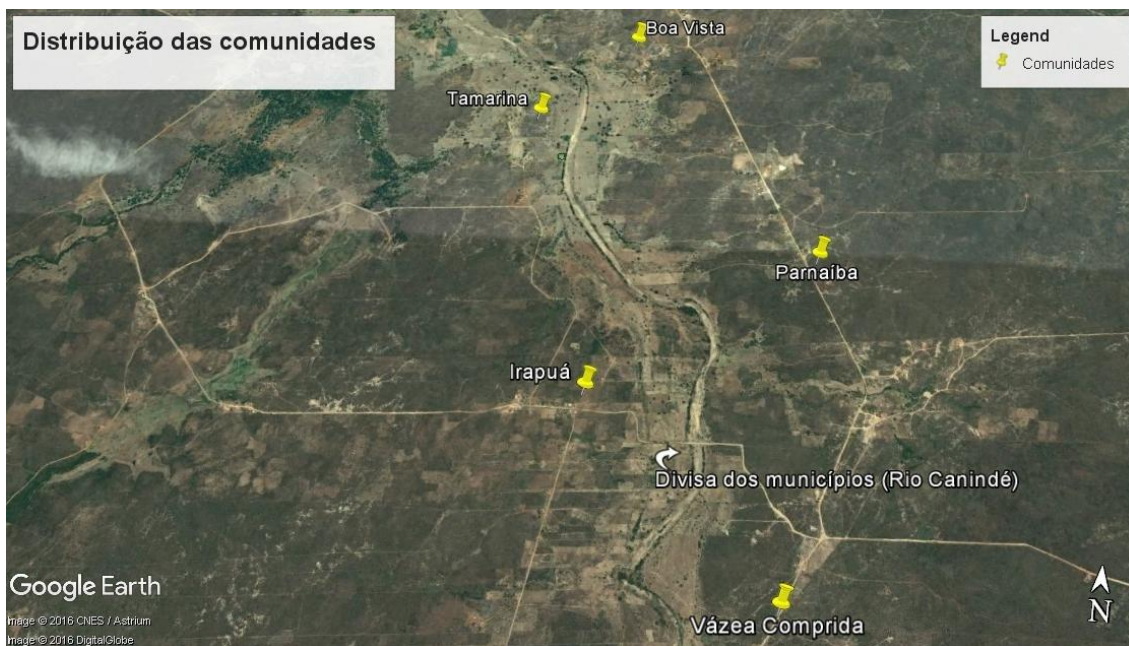 Distribuição das comunidades
Boa Vista
Legend
Comunidades
Tamarina
Parnaíba
Irapuá
Divisa dos municípios (Rio Canindé)
Vázea Comprida
N
Google Earth
Image © 2016 CNES / Astrium
Image © 2016 DigitalGlobe